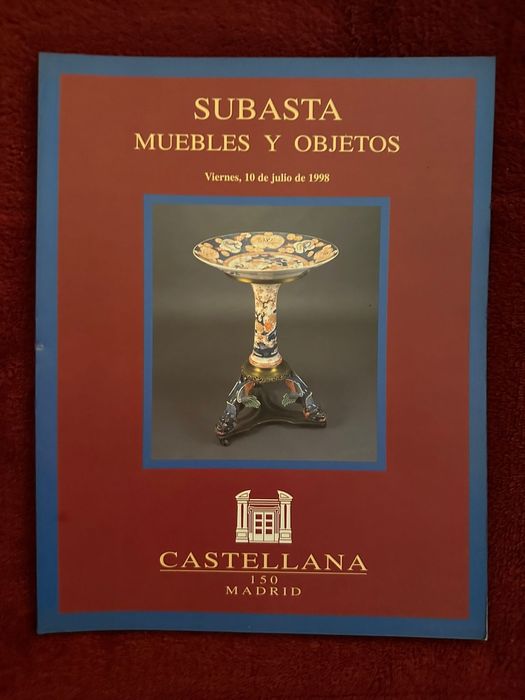 SUBASTA
MUEBLES Y OBJETOS
Viernes, 10 de julio de 1998
CASTELLANA
150
MADRID